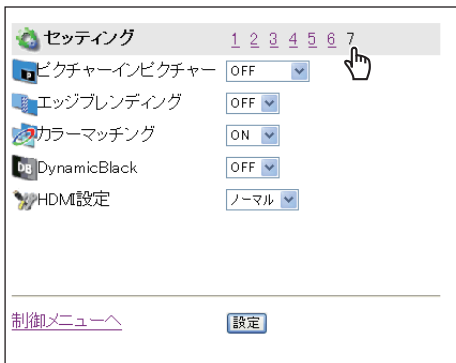 セッティング 1 2 3 4 5 6 7
ピクチャーインピクチャー OFF
エッジブレンディング OFF
カラーマッチング ON
DB DynamicBlack OFF
HDMI設定 ノーマル
制御メニューへ 設定